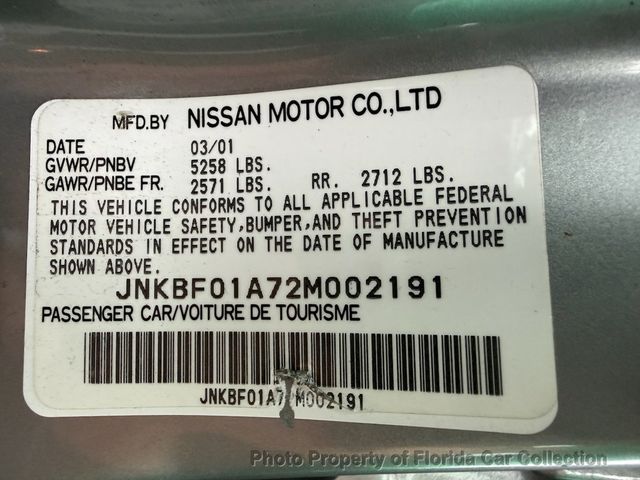 MFD.BY NISSAN MOTOR CO.,LTD
DATE 03/01
GVWR/PNBV 5258 LBS.
GAWR/PNBE FR. 2571 LBS. RR. 2712 LBS.
THIS VEHICLE CONFORMS TO ALL APPLICABLE FEDERAL
MOTOR VEHICLE SAFETY,BUMPER,AND THEFT PREVENTION
STANDARDS IN EFFECT ON THE DATE OF MANUFACTURE
SHOWN ABOVE.
JNKBF01A72M002191
PASSENGER CAR/VOITURE DE TOURISME
JNKBF01A7 M002191
Photo Property of Florida Car Collection